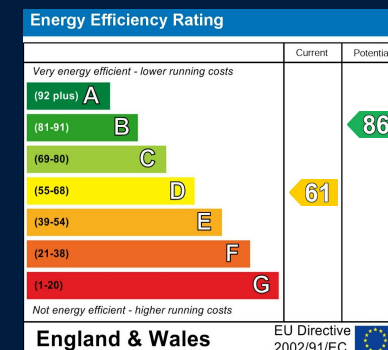 Energy Efficiency Rating
Current
Potentia
Very energy efficient - lower running costs
(92 plus) A
(81-91) B
86
(69-80) C
(55-68) D
61
(39-54) E
(21-38) F
(1-20) G
Not energy efficient - higher running costs
England & Wales
EU Directive
2002/91/EC